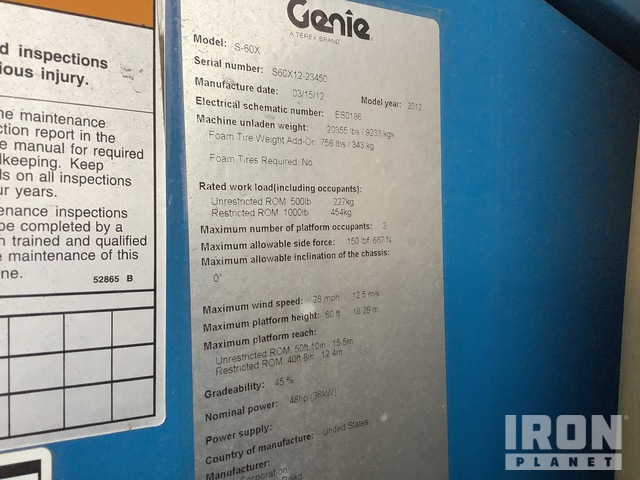 d inspections
ious injury.
ne maintenance
ction report in the
e manual for required
dkeeping. Keep
ds on all inspections
ur years.
enance inspections
be completed by a
n trained and qualified
e maintenance of this
ne.
52865 B
Genie
A TEREX BRAND
Model: S-60X
Serial number: S60X12-23450
Manufacture date: 03/15/12 Model year: 2012
Electrical schematic number: ES0186
Machine unladen weight: 20355 lbs / 9233 kgs
Foam Tire Weight Add-On: 756 lbs / 343 kg
Foam Tires Required: No
Rated work load(including occupants):
Unrestricted ROM 500lb 227kg
Restricted ROM 1000lb 454kg
Maximum number of platform occupants: 3
Maximum allowable side force: 150 lbf 667 N
Maximum allowable inclination of the chassis:
0°
Maximum wind speed: 28 mph 12.5 m/s
Maximum platform height: 60 ft 18.29 m
Maximum platform reach:
Unrestricted ROM 50ft 10in 15.5m
Restricted ROM 40ft 8in 12.4m
Gradeability: 45 %
Nominal power: 48hp (36kW)
Power supply:
Country of manufacture: United States
Manufacturer:
Corporation
Road
IRON
PLANET